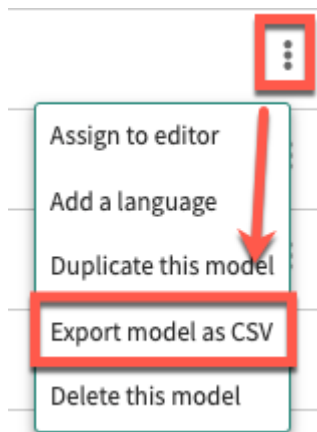 Assign to editor
Add a language
Duplicate this model
Export model as CSV
Delete this model